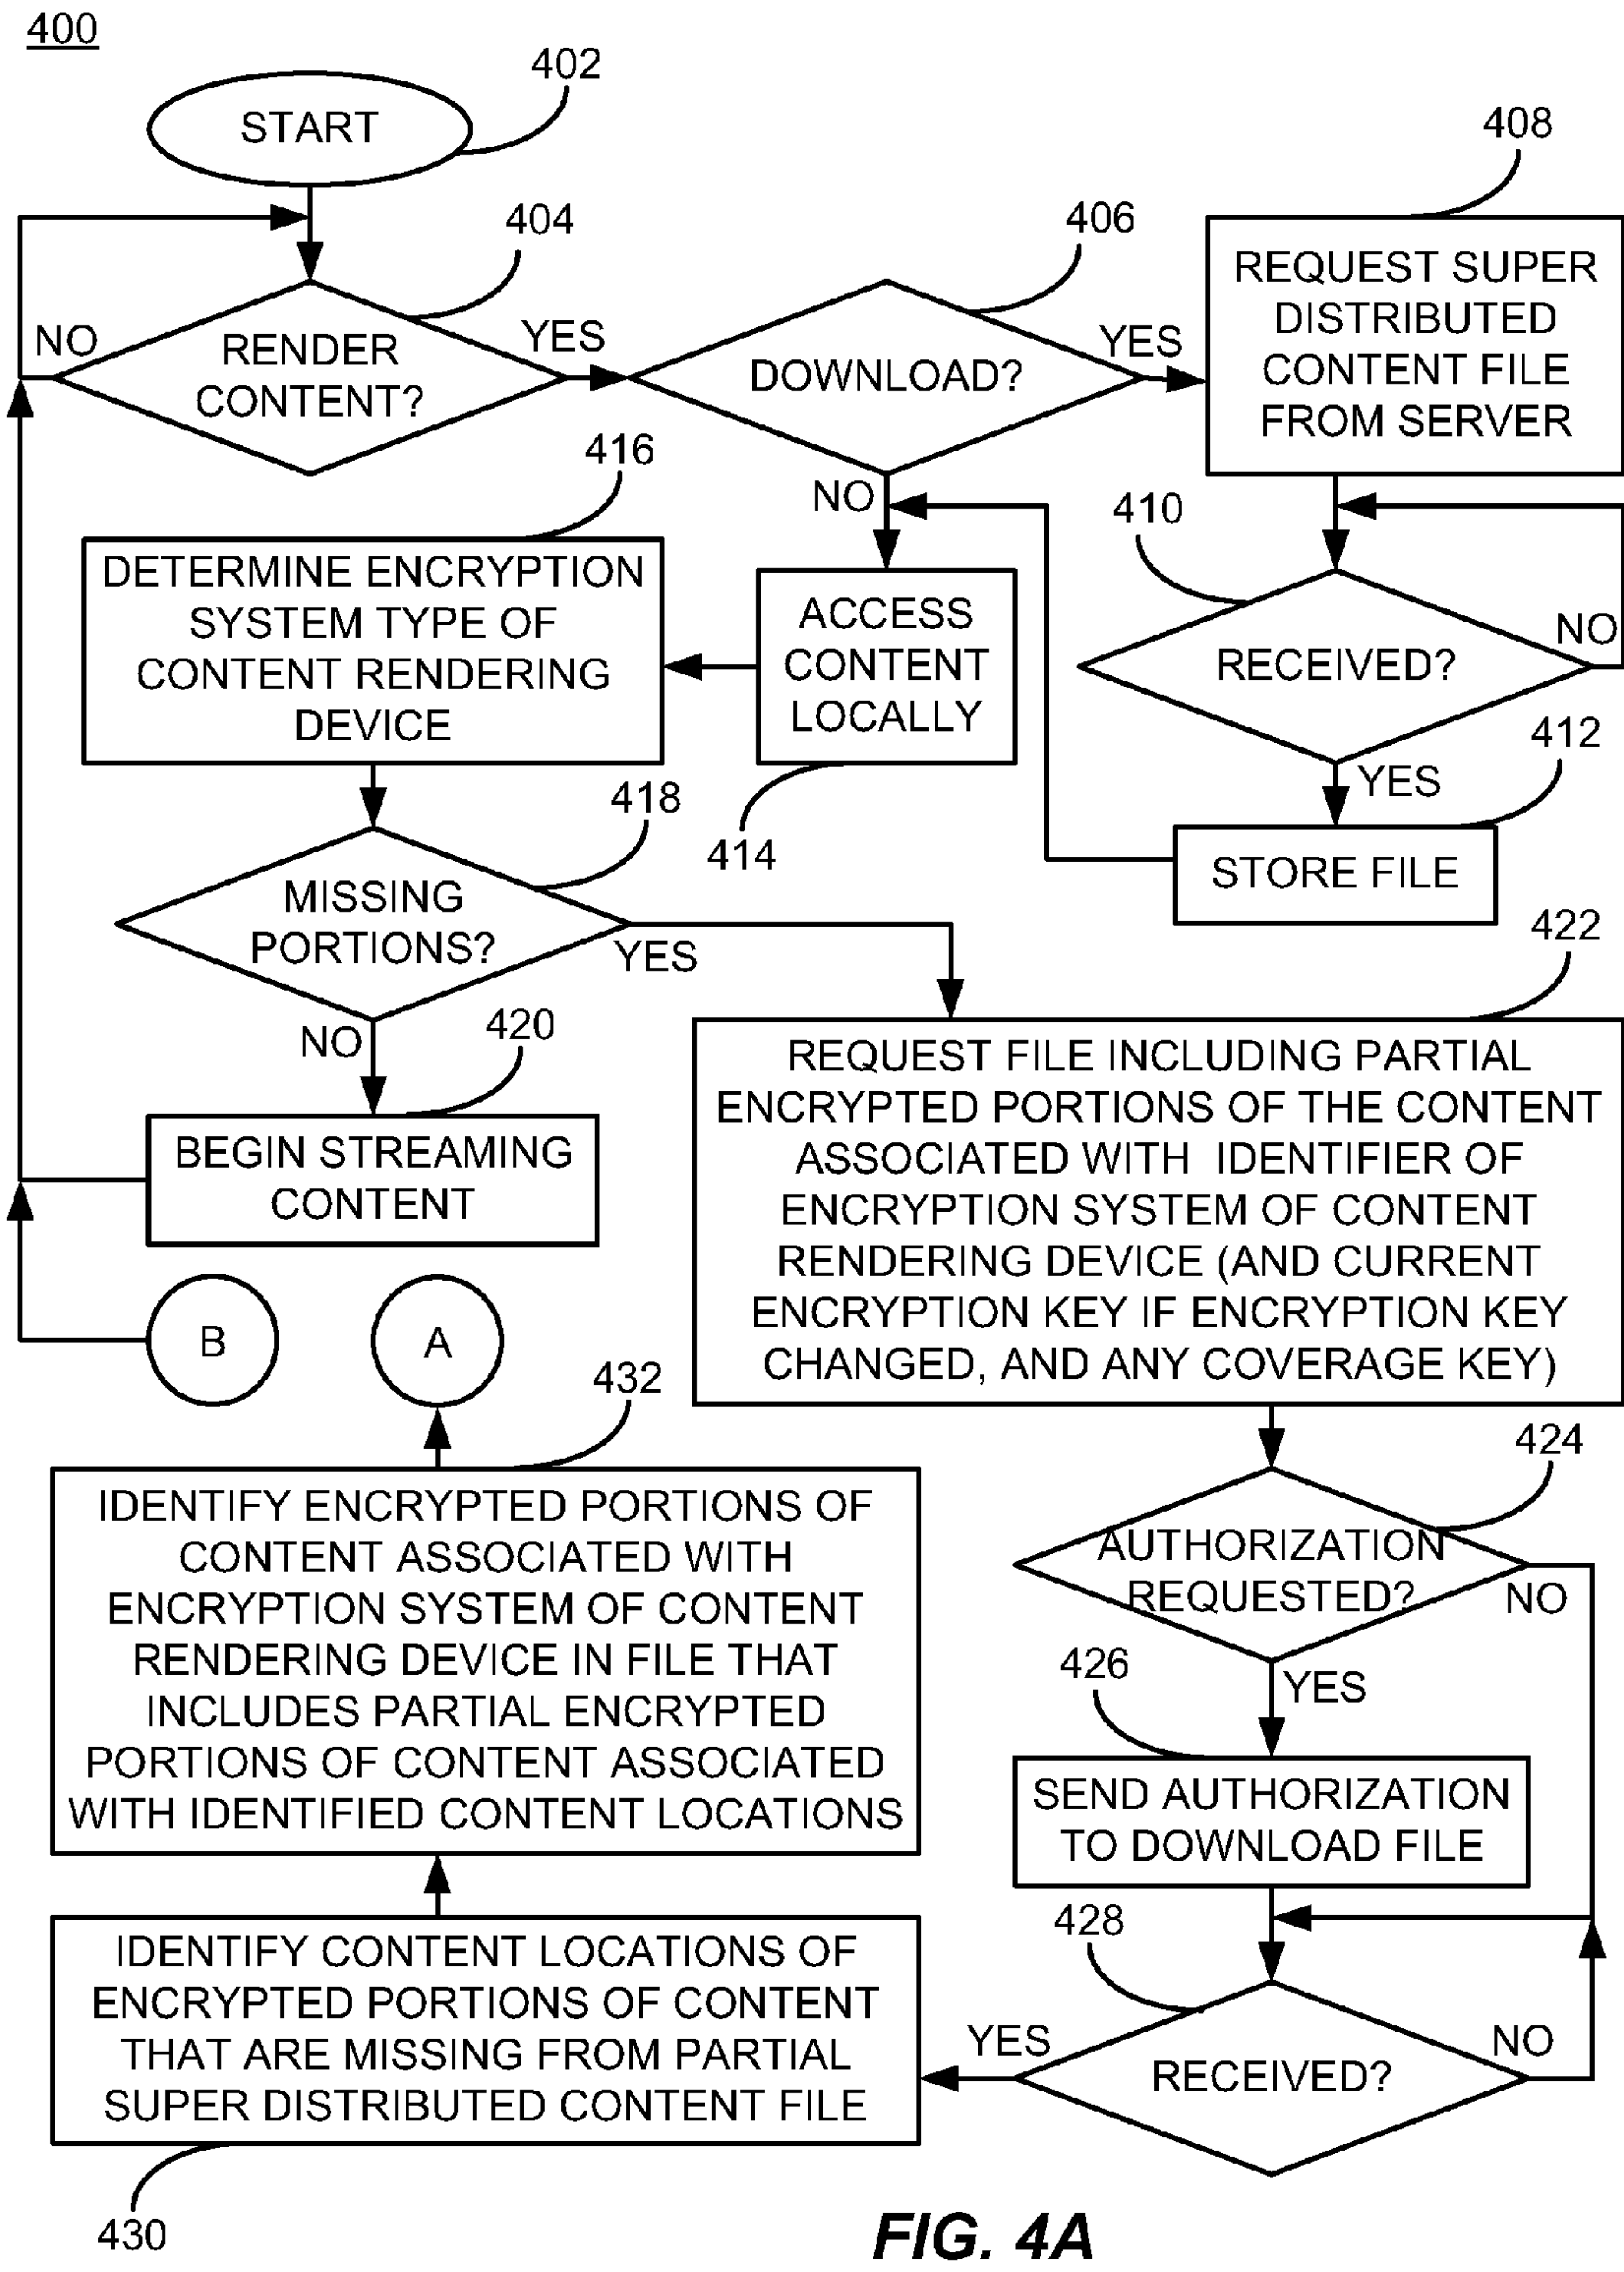 400
402
START
404
NO
RENDER
CONTENT?
YES
406
DOWNLOAD?
YES
NO
408
REQUEST SUPER
DISTRIBUTED
CONTENT FILE
FROM SERVER
410
RECEIVED?
NO
YES
412
STORE FILE
416
DETERMINE ENCRYPTION
SYSTEM TYPE OF
CONTENT RENDERING
DEVICE
ACCESS
CONTENT
LOCALLY
414
418
MISSING
PORTIONS?
YES
NO
420
BEGIN STREAMING
CONTENT
B
A
422
REQUEST FILE INCLUDING PARTIAL
ENCRYPTED PORTIONS OF THE CONTENT
ASSOCIATED WITH IDENTIFIER OF
ENCRYPTION SYSTEM OF CONTENT
RENDERING DEVICE (AND CURRENT
ENCRYPTION KEY IF ENCRYPTION KEY
CHANGED, AND ANY COVERAGE KEY)
424
AUTHORIZATION
REQUESTED?
NO
YES
426
SEND AUTHORIZATION
TO DOWNLOAD FILE
428
RECEIVED?
YES
NO
432
IDENTIFY ENCRYPTED PORTIONS OF
CONTENT ASSOCIATED WITH
ENCRYPTION SYSTEM OF CONTENT
RENDERING DEVICE IN FILE THAT
INCLUDES PARTIAL ENCRYPTED
PORTIONS OF CONTENT ASSOCIATED
WITH IDENTIFIED CONTENT LOCATIONS
IDENTIFY CONTENT LOCATIONS OF
ENCRYPTED PORTIONS OF CONTENT
THAT ARE MISSING FROM PARTIAL
SUPER DISTRIBUTED CONTENT FILE
430
FIG. 4A